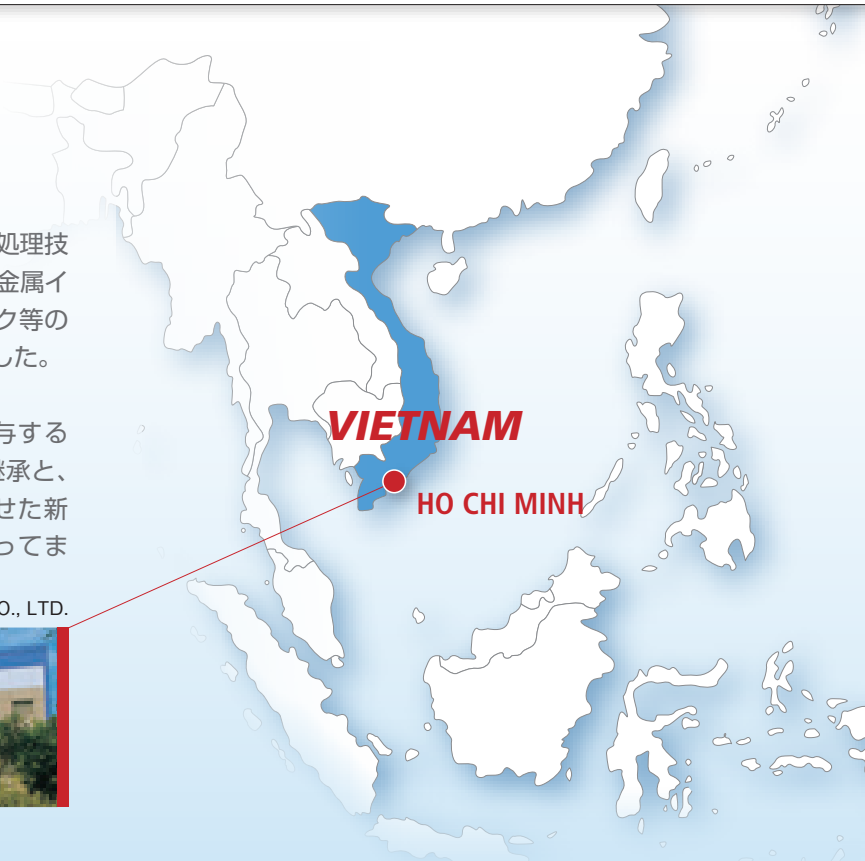 処理技
金属イ
ク等の
した。
与する
継承と、
せた新
ってま
O., LTD.
VIETNAM
HO CHI MINH